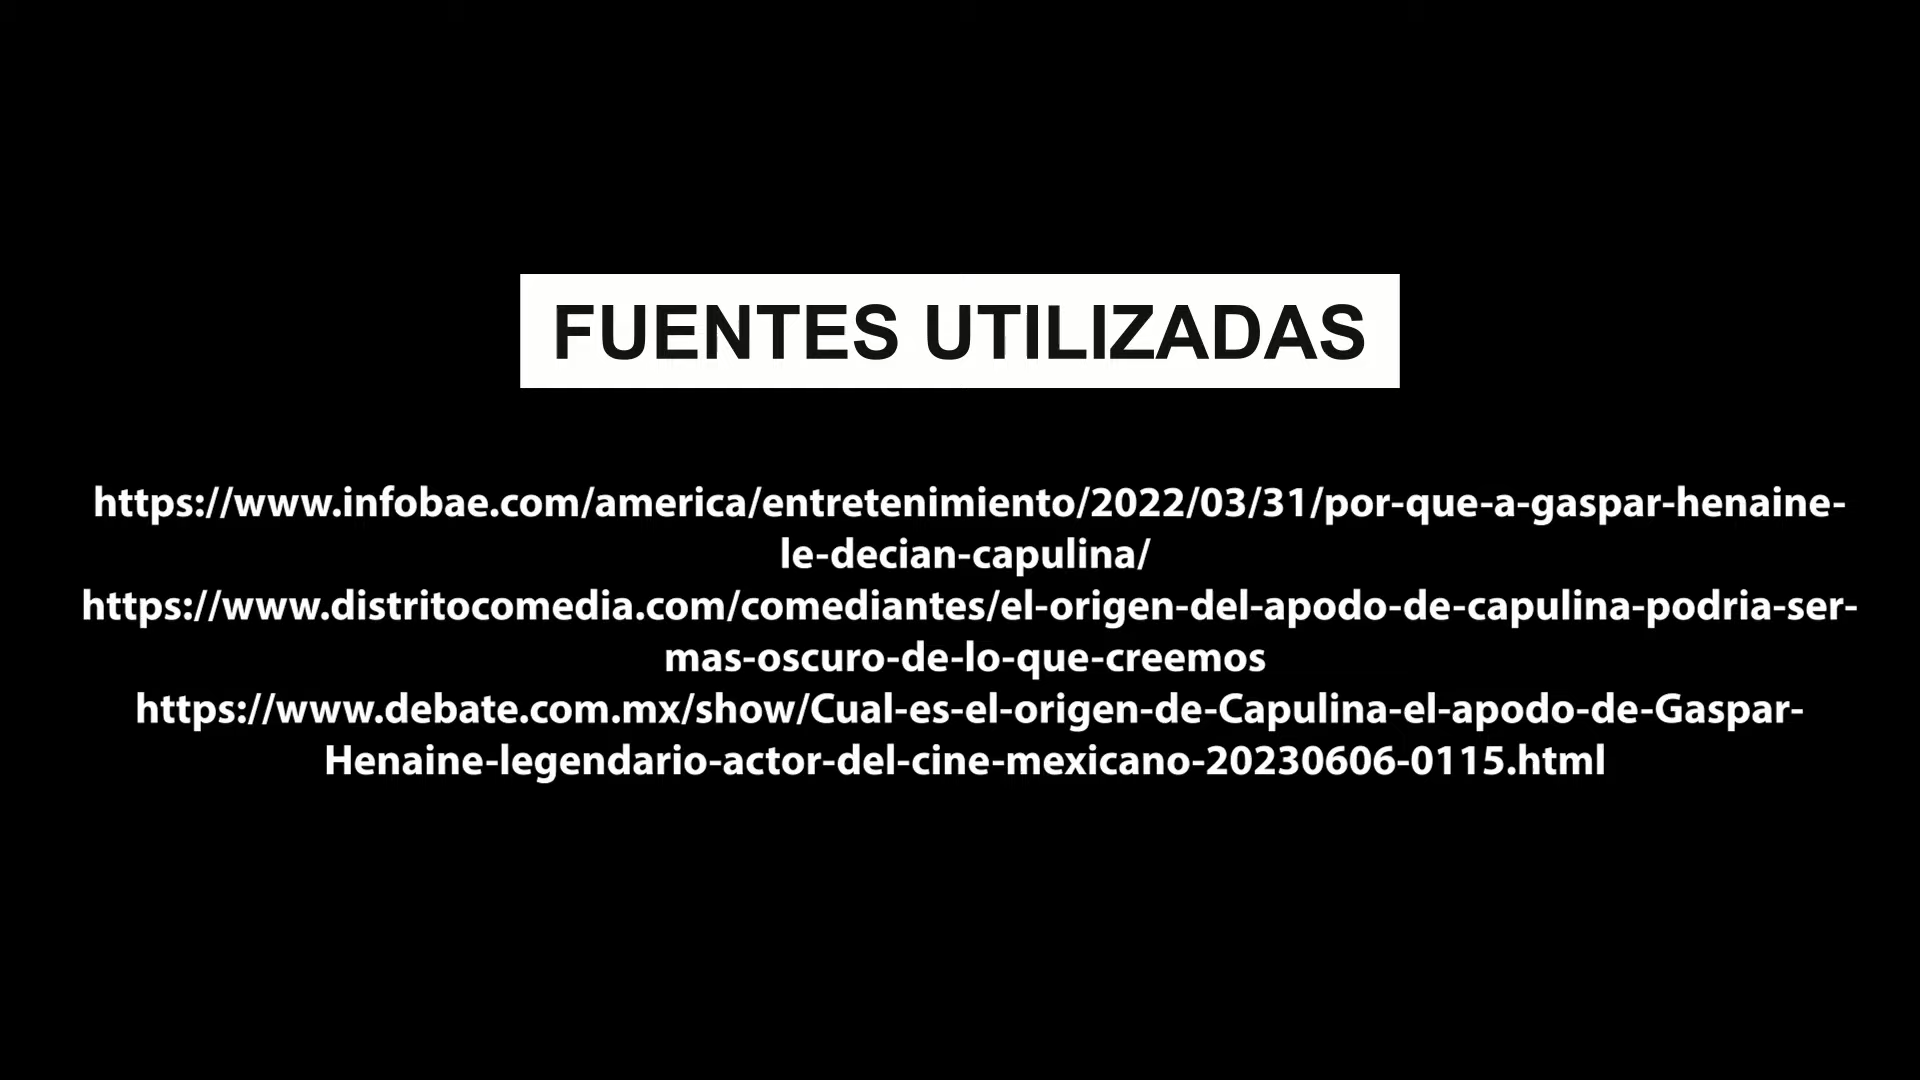 FUENTES UTILIZADAS
https://www.infobae.com/america/entretenimiento/2022/03/31/por-que-a-gaspar-henaine-
le-decian-capulina/
https://www.distritocomedia.com/comediantes/el-origen-del-apodo-de-capulina-podria-ser-
mas-oscuro-de-lo-que-creemos
https://www.debate.com.mx/show/Cual-es-el-origen-de-Capulina-el-apodo-de-Gaspar-
Henaine-legendario-actor-del-cine-mexicano-20230606-0115.html